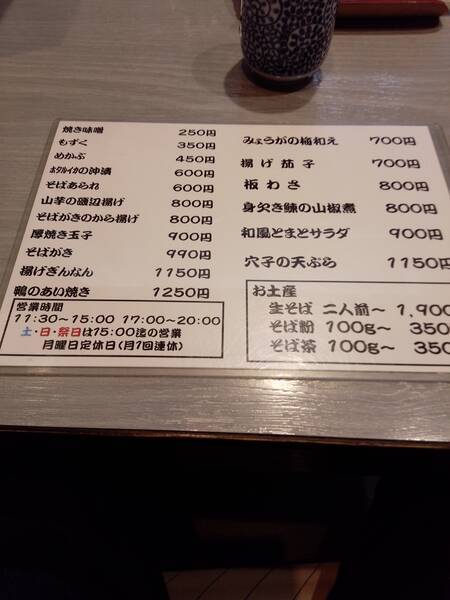 焼き味噌 250円
もずく 350円
めかぶ 450円
ホタルイカの沖漬 600円
そばあられ 600円
山芋の磯辺揚げ 800円
そばがきのから揚げ 800円
厚焼き玉子 900円
そばがき 990円
揚げぎんなん 1150円
鴨のあい焼き 1250円
営業時間
11:30~15:00 17:00~20:00
土・日・祭日は15:00迄の営業
月曜日定休日(月1回連休)
みょうがの梅和え 700円
揚げ茄子 700円
板わさ 800円
身欠き鰊の山椒煮 800円
和風とまとサラダ 900円
穴子の天ぷら 1150円
お土産
生そば 二人前~ 1,900
そば粉 100g~ 350
そば茶 100g~ 350